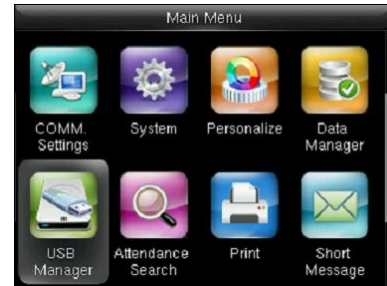 Main Menu
COMM. Settings
System
Personalize
Data Manager
USB Manager
Attendance Search
Print
Short Message